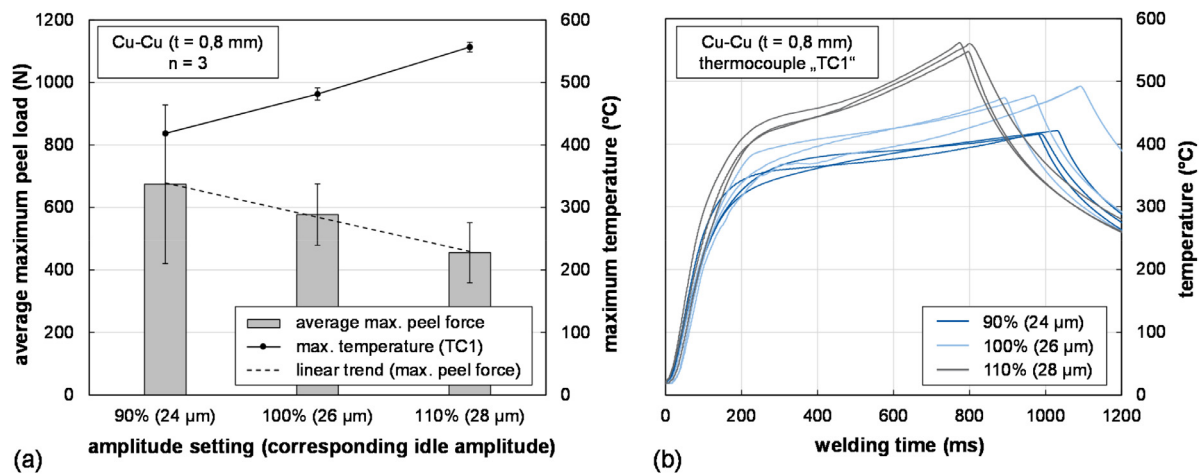 Cu-Cu (t = 0,8 mm)
n = 3
average maximum peel load (N)
1200
1000
800
600
400
200
0
600
500
400
300
200
100
0
maximum temperature (°C)
average max. peel force
max. temperature (TC1)
linear trend (max. peel force)
90% (24 μm)
100% (26 μm)
110% (28 μm)
amplitude setting (corresponding idle amplitude)
(a)
Cu-Cu (t = 0,8 mm)
thermocouple „TC1“
600
500
400
300
200
100
0
temperature (°C)
90% (24 μm)
100% (26 μm)
110% (28 μm)
0
200
400
600
800
1000
1200
welding time (ms)
(b)